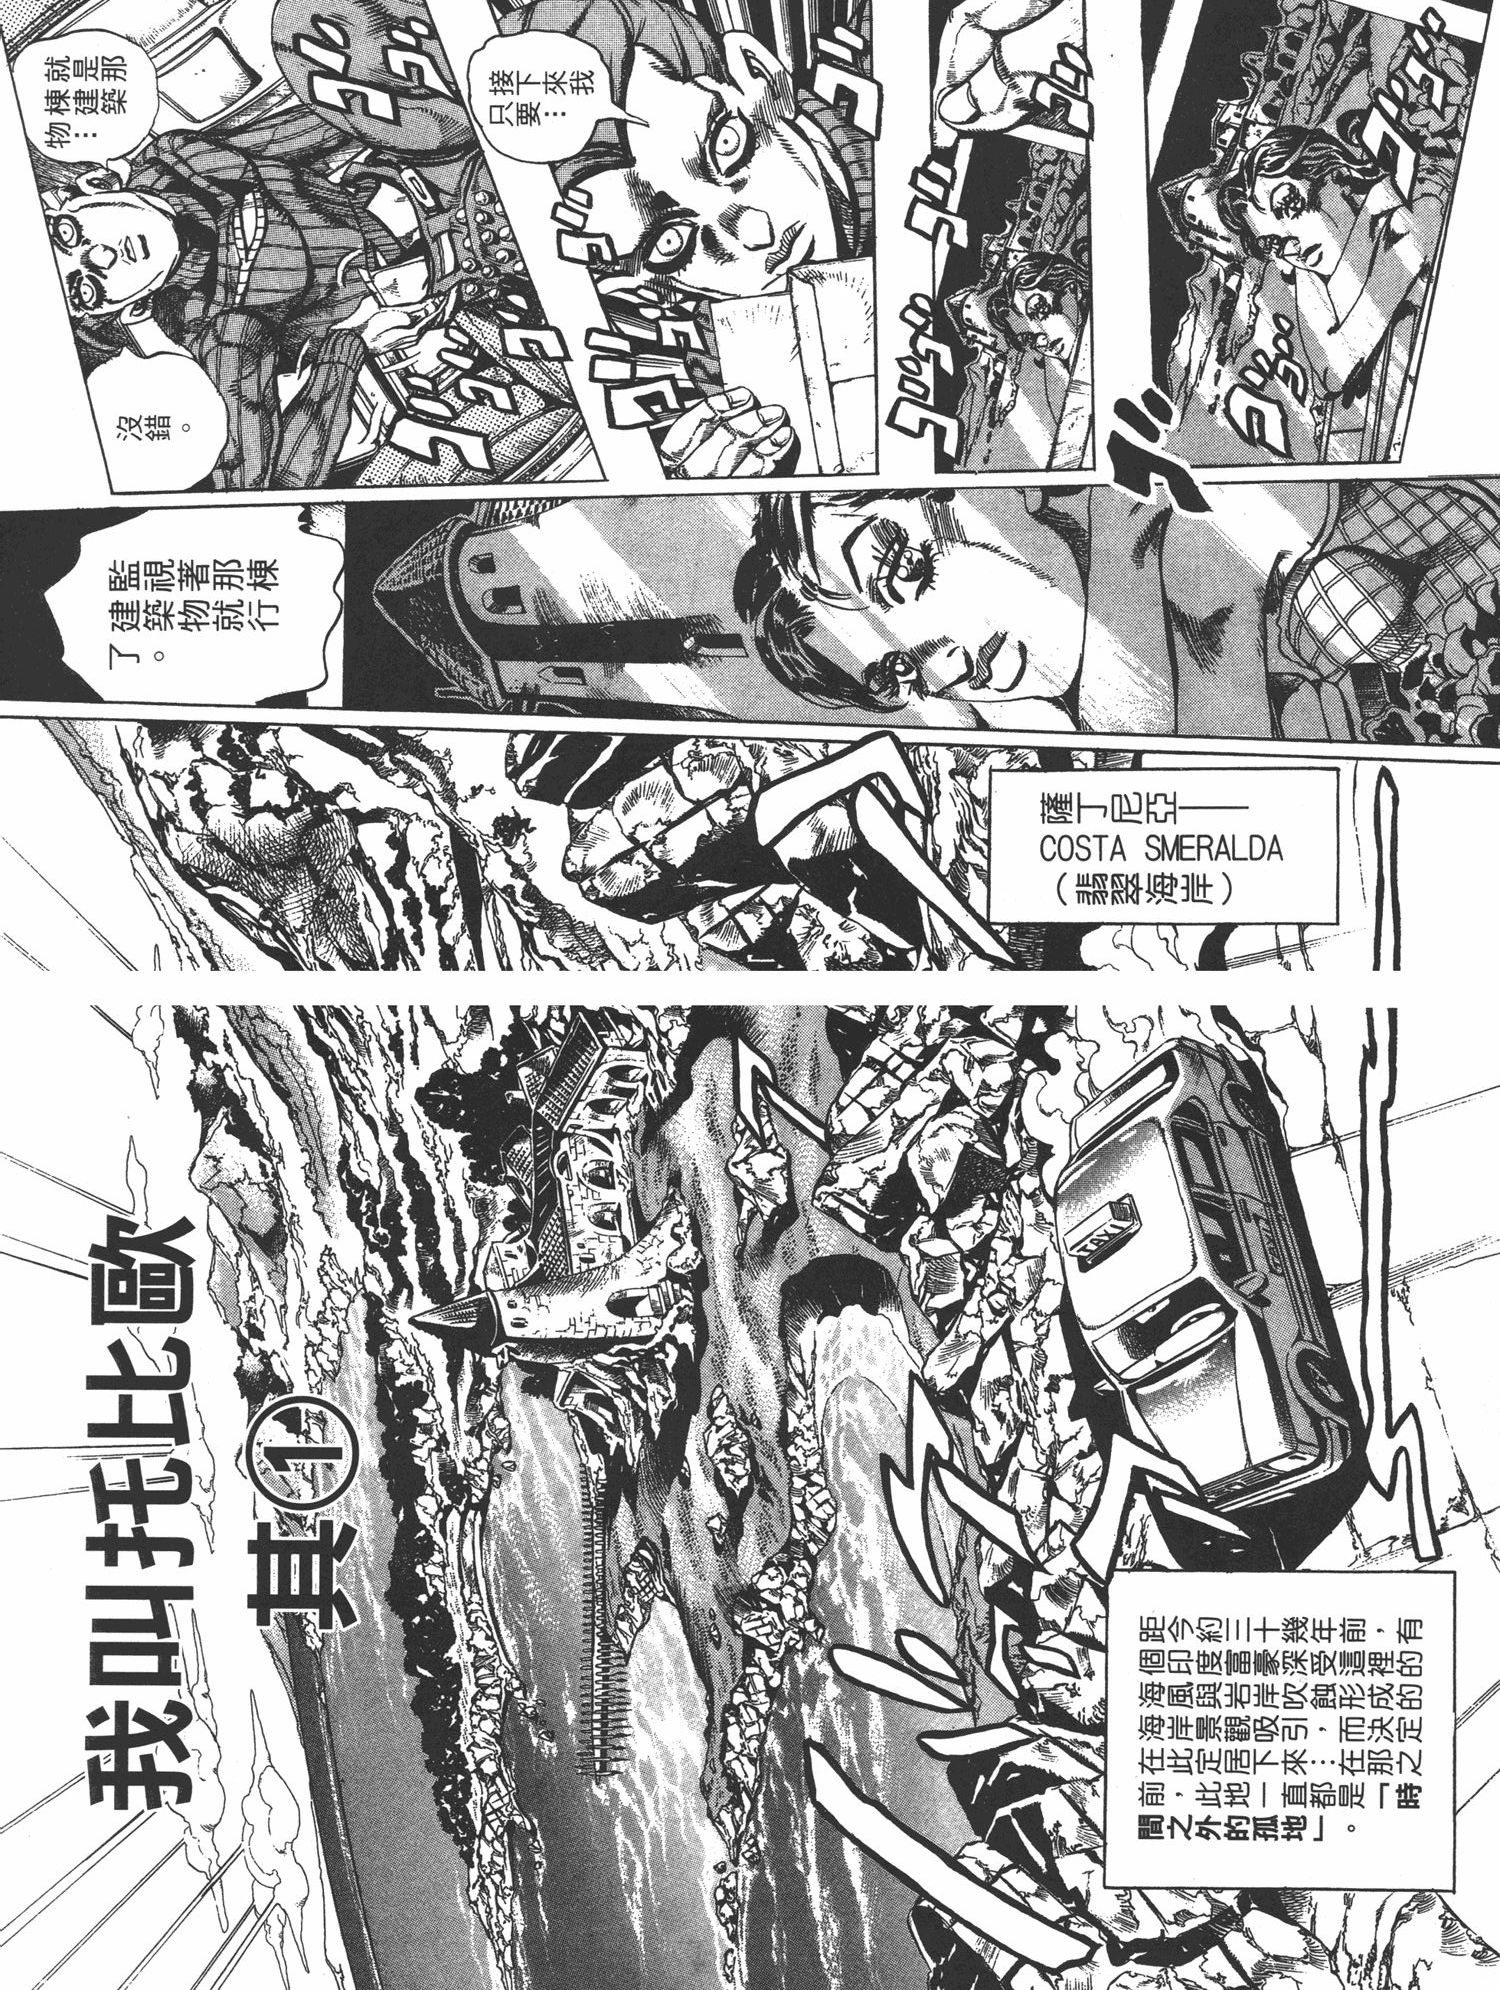 接下來我
只要…
就是那
棟建築
物…
沒錯。
監視著那棟
建築物就行
了。
薩丁尼亞——
COSTA SMERALDA
（翡翠海岸）
TAXI
距今約三十幾年前，有
個印度富豪深受這裡的
海風與岩岸吹蝕形成的
海岸景觀吸引，而決定
在此定居下來…在那之
前，此地一直都是「時
間之外的孤地」。
我叫托比歐
其①